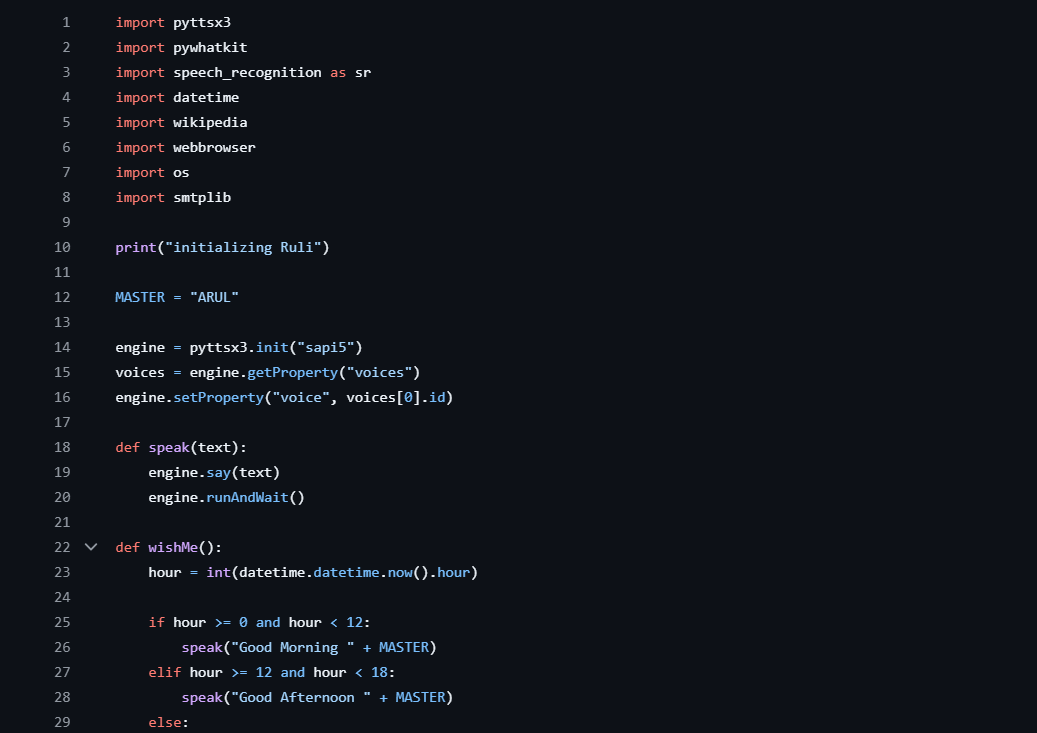 1 import pyttsx3
2 import pywhatkit
3 import speech_recognition as sr
4 import datetime
5 import wikipedia
6 import webbrowser
7 import os
8 import smtplib
9
10 print("initializing Ruli")
11
12 MASTER = "ARUL"
13
14 engine = pyttsx3.init("sapi5")
15 voices = engine.getProperty("voices")
16 engine.setProperty("voice", voices[0].id)
17
18 def speak(text):
19     engine.say(text)
20     engine.runAndWait()
21
22 def wishMe():
23     hour = int(datetime.datetime.now().hour)
24
25     if hour >= 0 and hour < 12:
26         speak("Good Morning " + MASTER)
27     elif hour >= 12 and hour < 18:
28         speak("Good Afternoon " + MASTER)
29     else: